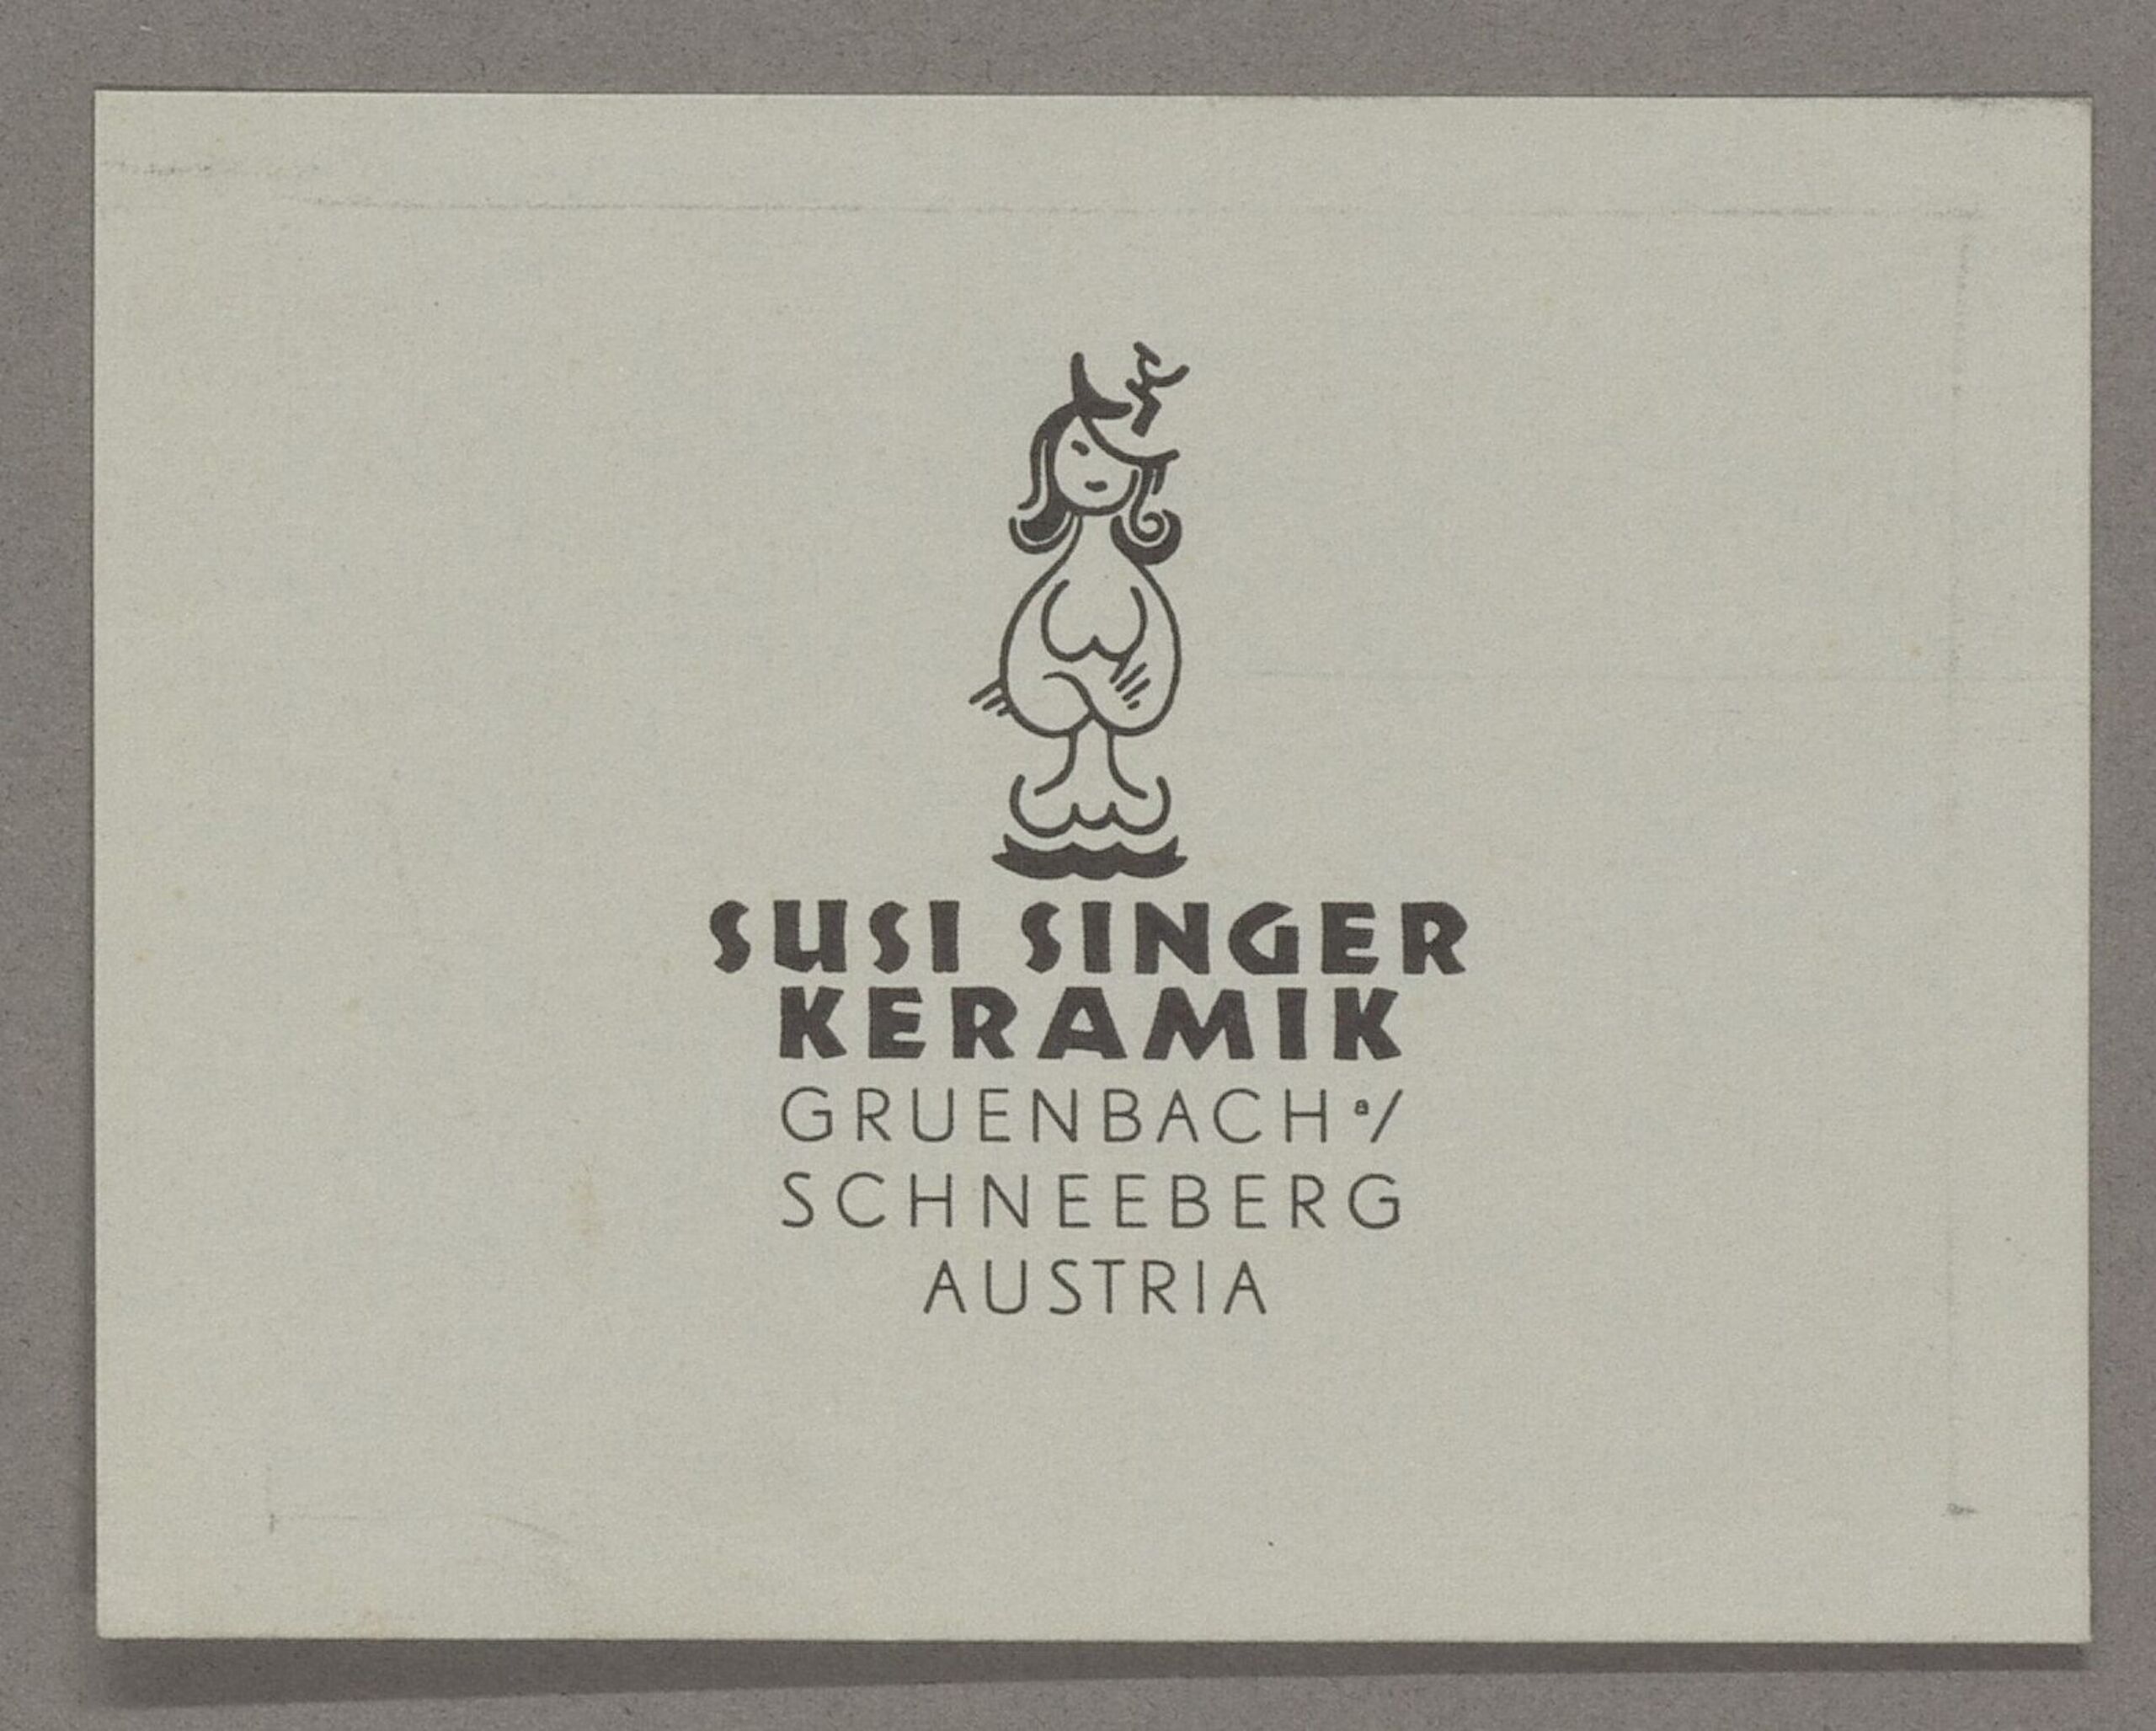 SUSI SINGER
KERAMIK
GRUENBACH a/
SCHNEEBERG
AUSTRIA